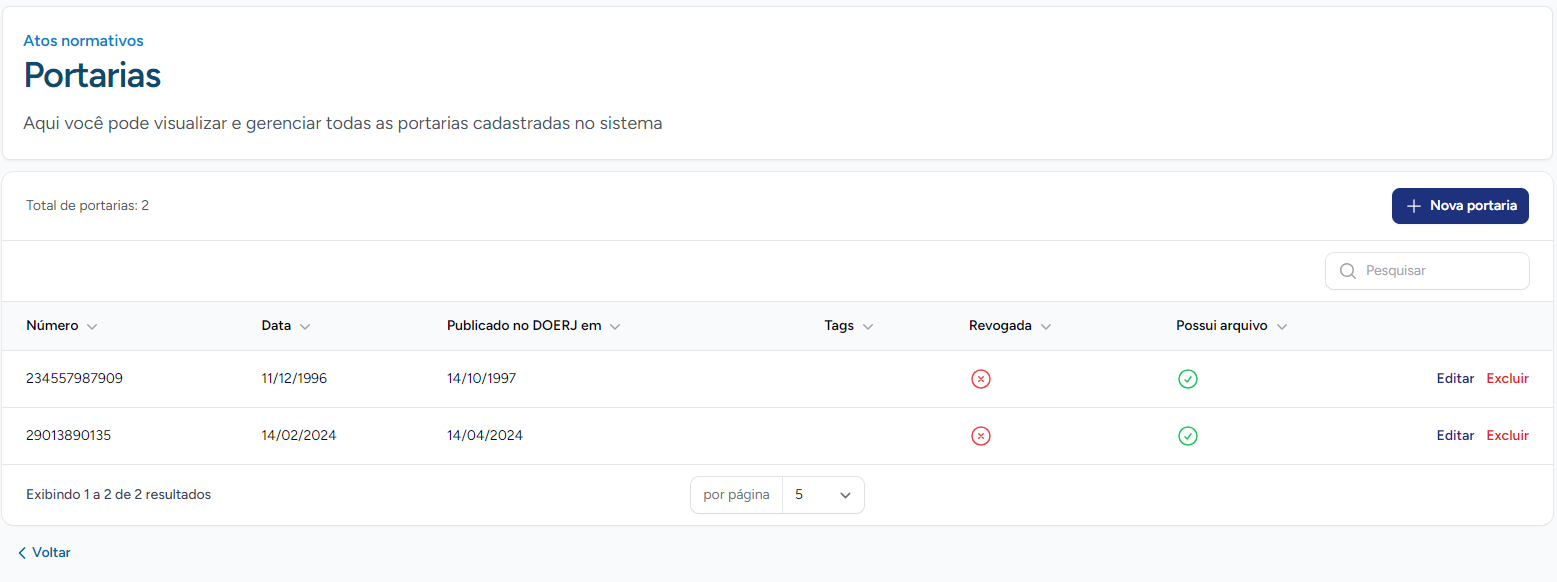 Atos normativos
Portarias
Aqui você pode visualizar e gerenciar todas as portarias cadastradas no sistema
Total de portarias: 2
Nova portaria
Pesquisar
Número Data Publicado no DOERJ em Tags Revogada Possui arquivo
234557987909 11/12/1996 14/10/1997 Editar Excluir
29013890135 14/02/2024 14/04/2024 Editar Excluir
Exibindo 1 a 2 de 2 resultados por página 5
Voltar